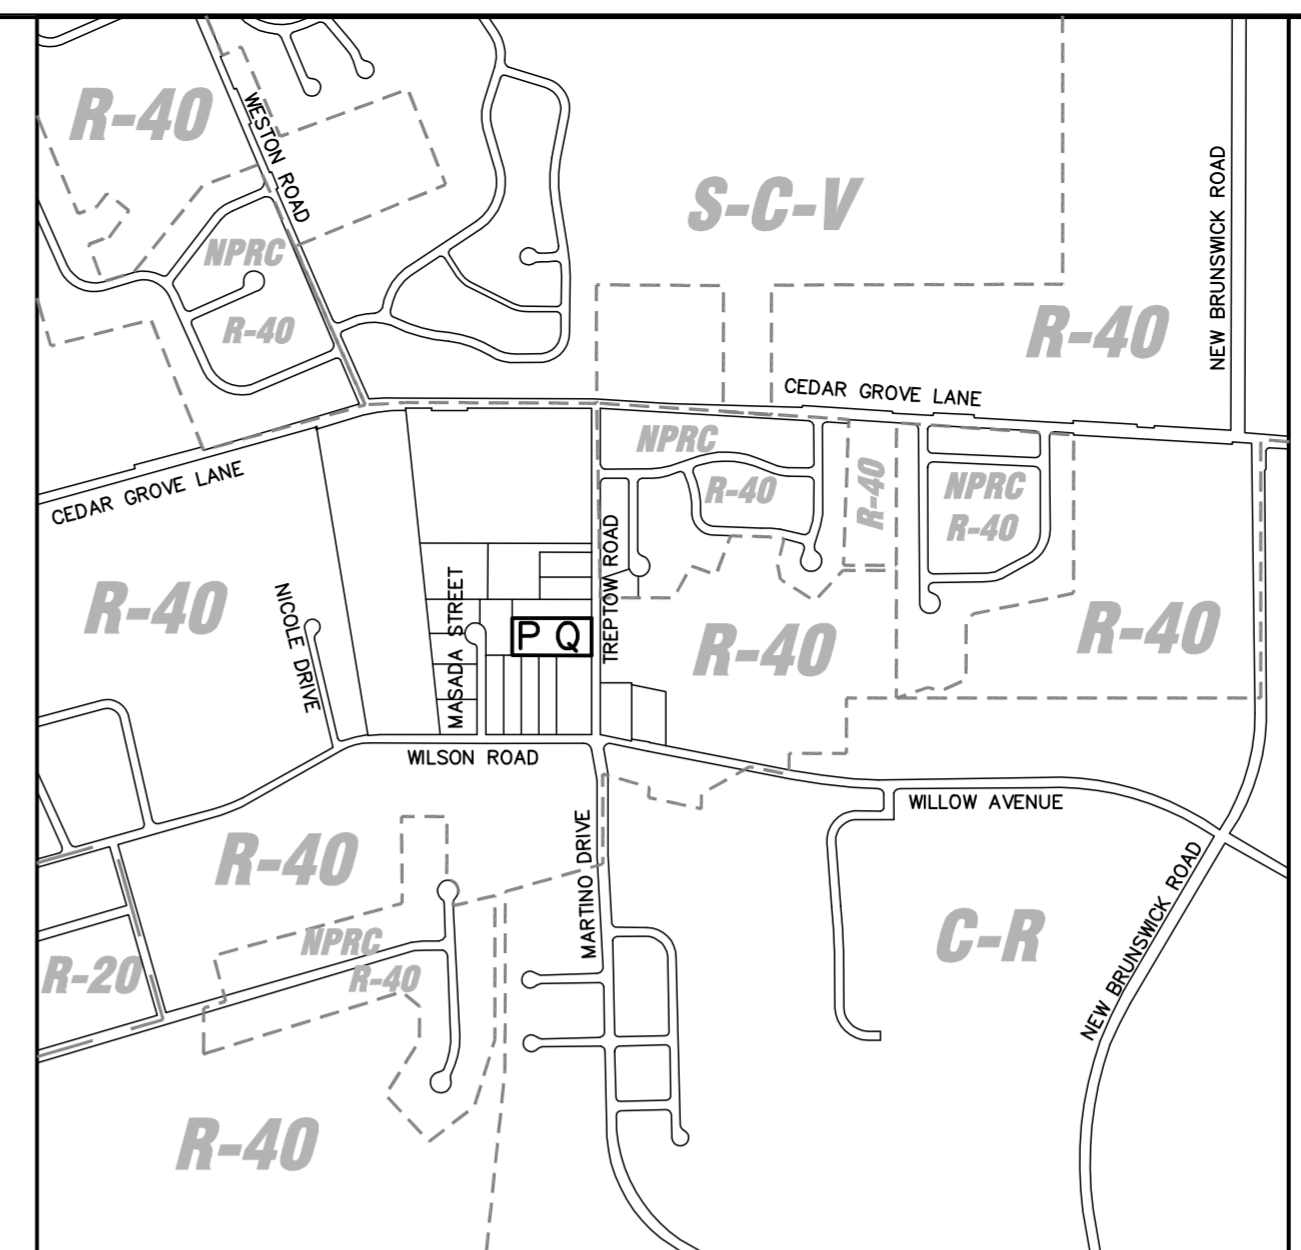 R-40
WESTON ROAD
S-C-V
NEW BRUNSWICK ROAD
NPRC
R-40
R-40
CEDAR GROVE LANE
NPRC
R-40
R-40
NPRC
R-40
CEDAR GROVE LANE
R-40
NICOLE DRIVE
MASADA STREET
P Q
TREPTOW ROAD
R-40
R-40
WILSON ROAD
WILLOW AVENUE
R-40
MARTINO DRIVE
NEW BRUNSWICK ROAD
C-R
NPRC
R-40
R-20
R-40